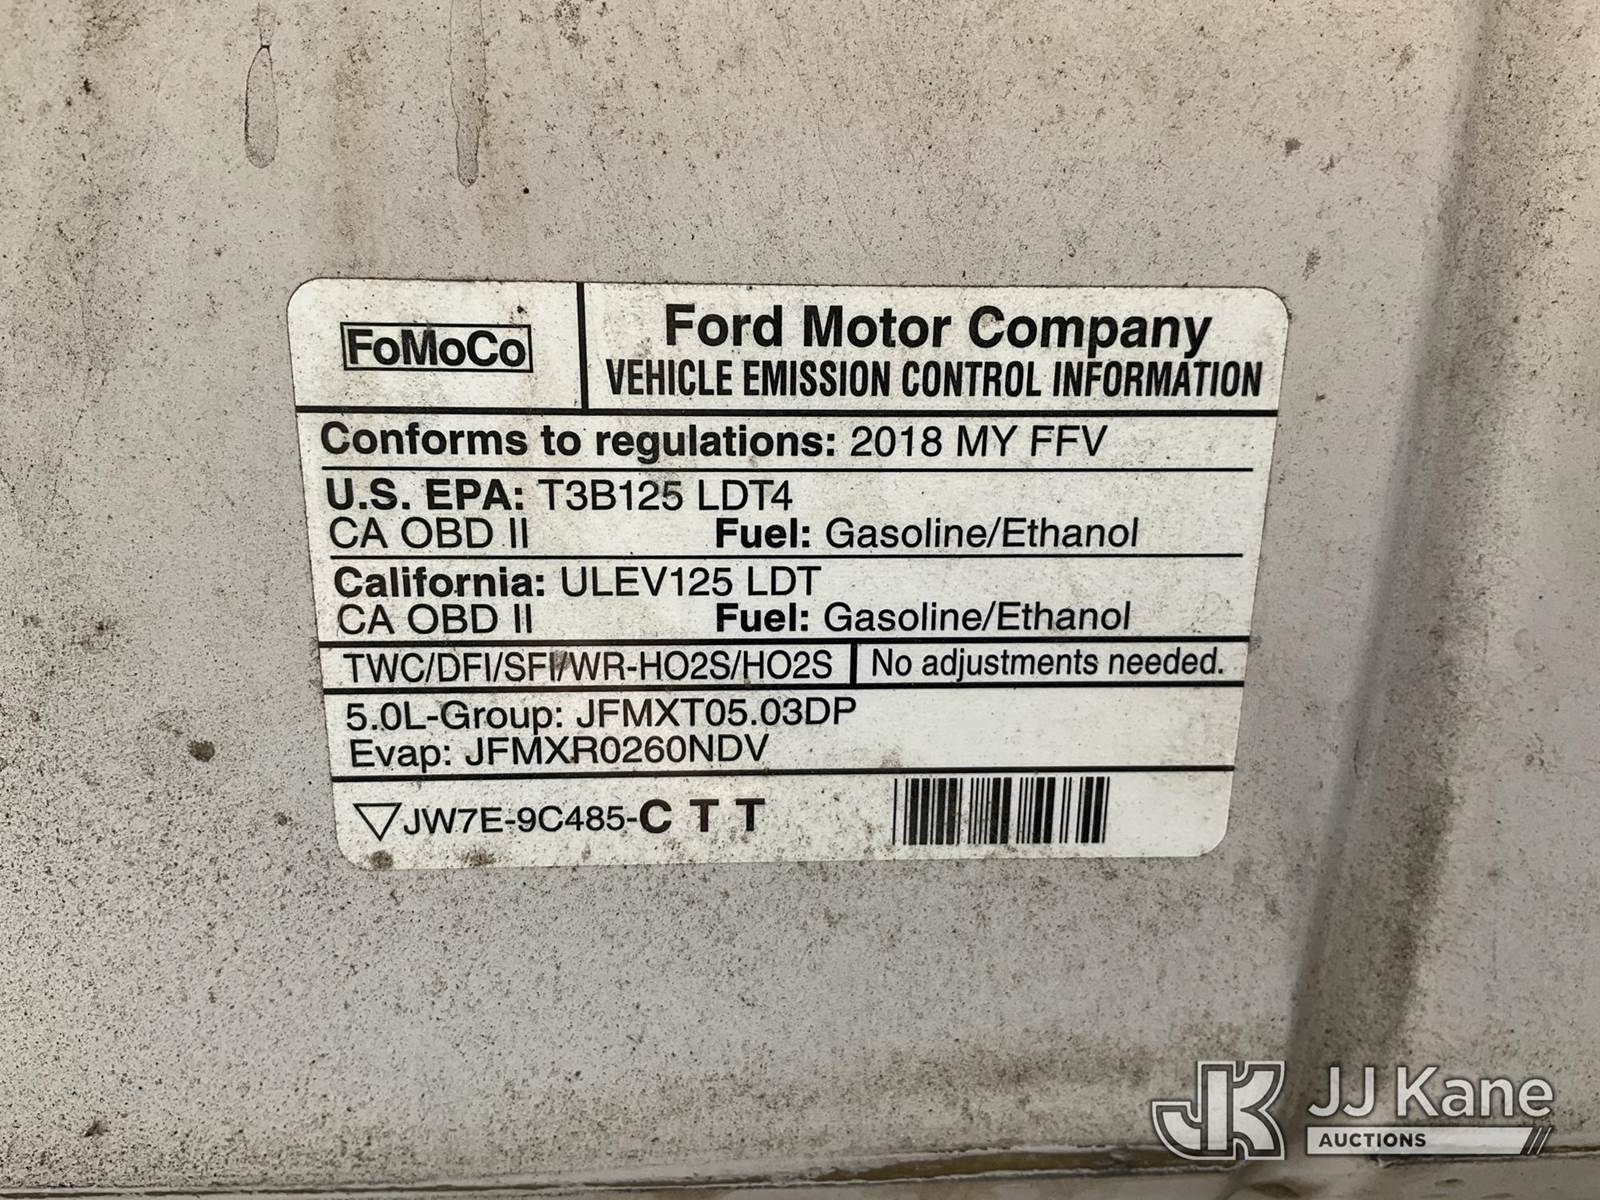 FoMoCo
Ford Motor Company
VEHICLE EMISSION CONTROL INFORMATION
Conforms to regulations: 2018 MY FFV
U.S. EPA: T3B125 LDT4
CA OBD II Fuel: Gasoline/Ethanol
California: ULEV125 LDT
CA OBD II Fuel: Gasoline/Ethanol
TWC/DFI/SFI/WR-HO2S/HO2S No adjustments needed.
5.0L-Group: JFMXT05.03DP
Evap: JFMXR0260NDV
JW7E-9C485-C T T
JK JJ Kane
AUCTIONS